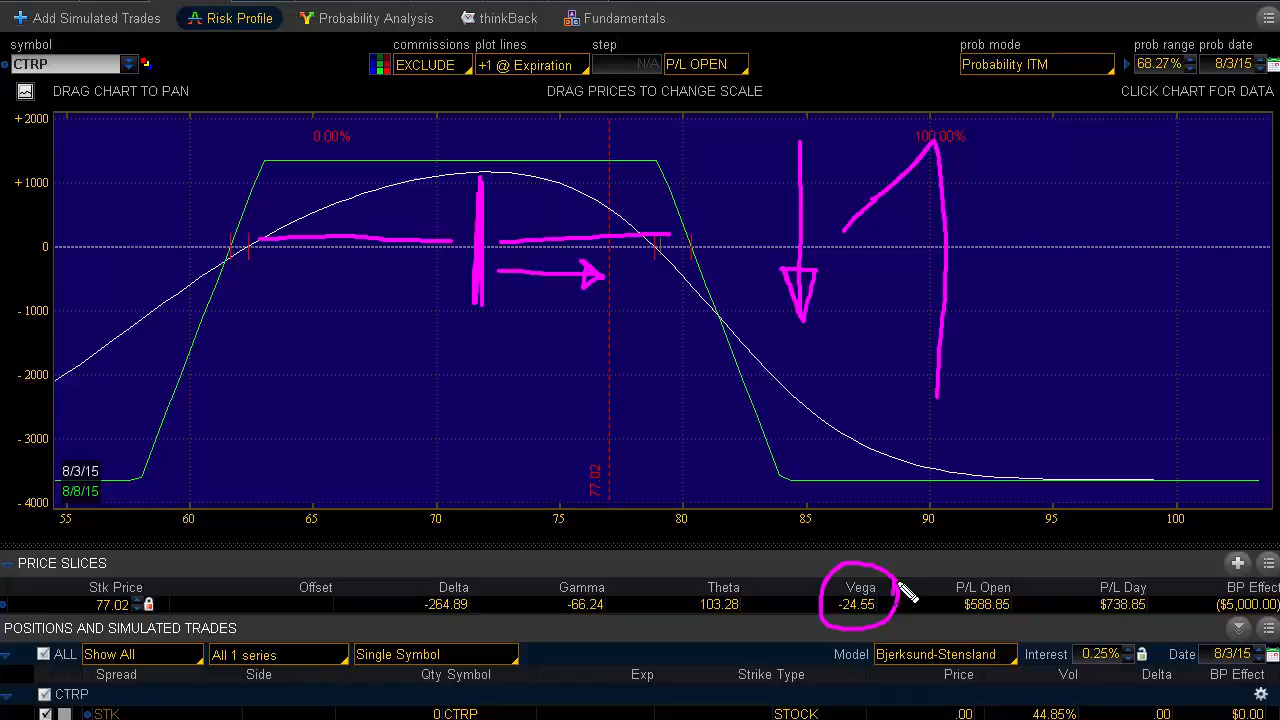 Add Simulated Trades Risk Profile Probability Analysis thinkBack Fundamentals
symbol commissions plot lines step prob mode prob range prob date
CTRP EXCLUDE +1 @ Expiration N/A P/L OPEN Probability ITM 68.27% 8/3/15
DRAG CHART TO PAN DRAG PRICES TO CHANGE SCALE CLICK CHART FOR DATA
+2000
0.00% 100.00%
+1000
0
-1000
-2000
-3000
8/3/15
77.02
8/8/15
-4000
55 60 65 70 75 80 85 90 95 100
PRICE SLICES
Stk Price Offset Delta Gamma Theta Vega P/L Open P/L Day BP Effect
77.02 -264.89 -66.24 103.28 -24.55 $588.85 $738.85 ($5,000.00)
POSITIONS AND SIMULATED TRADES
ALL Show All All 1 series Single Symbol Model Bjerksund-Stensland Interest 0.25% Date 8/3/15
Spread Side Qty Symbol Exp Strike Type Price Vol Delta BP Effect
CTRP
STK 0 CTRP STOCK .00 44.85% .00 $0.00